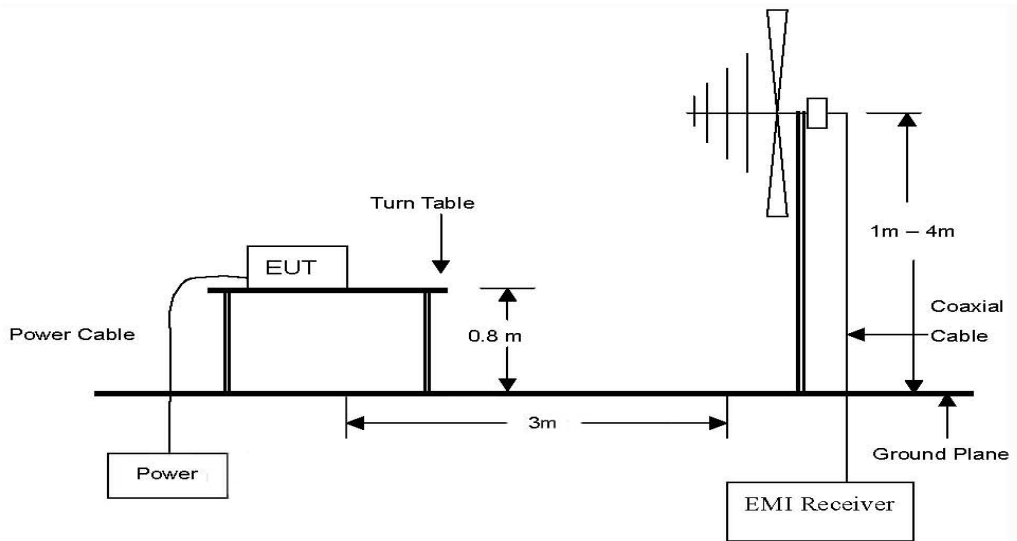 Turn Table
EUT
1m – 4m
Coaxial
Cable
Power Cable
0.8 m
3m
Ground Plane
Power
EMI Receiver